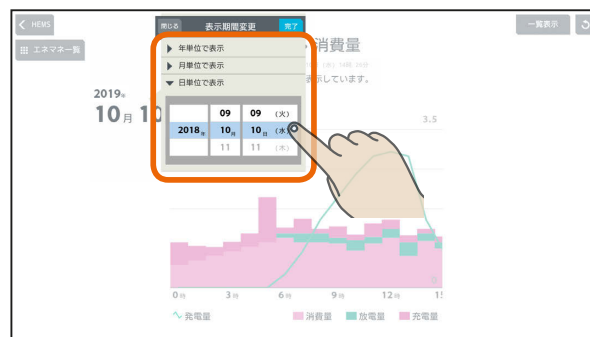 HEMS
閉じる 表示期間変更 完了
一覧表示
エネマネ一覧
年単位で表示
月単位で表示
日単位で表示
消費量
表示しています。
2019年
10月 10
09 09 (火)
2018年 10月 10日 (水)
11 11 (木)
3.5
0時 3時 6時 9時 12時 15
発電量 消費量 放電量 充電量